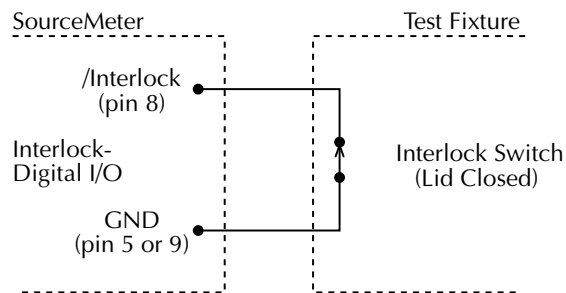 SourceMeter
Test Fixture
/Interlock
(pin 8)
Interlock-
Digital I/O
Interlock Switch
(Lid Closed)
GND
(pin 5 or 9)